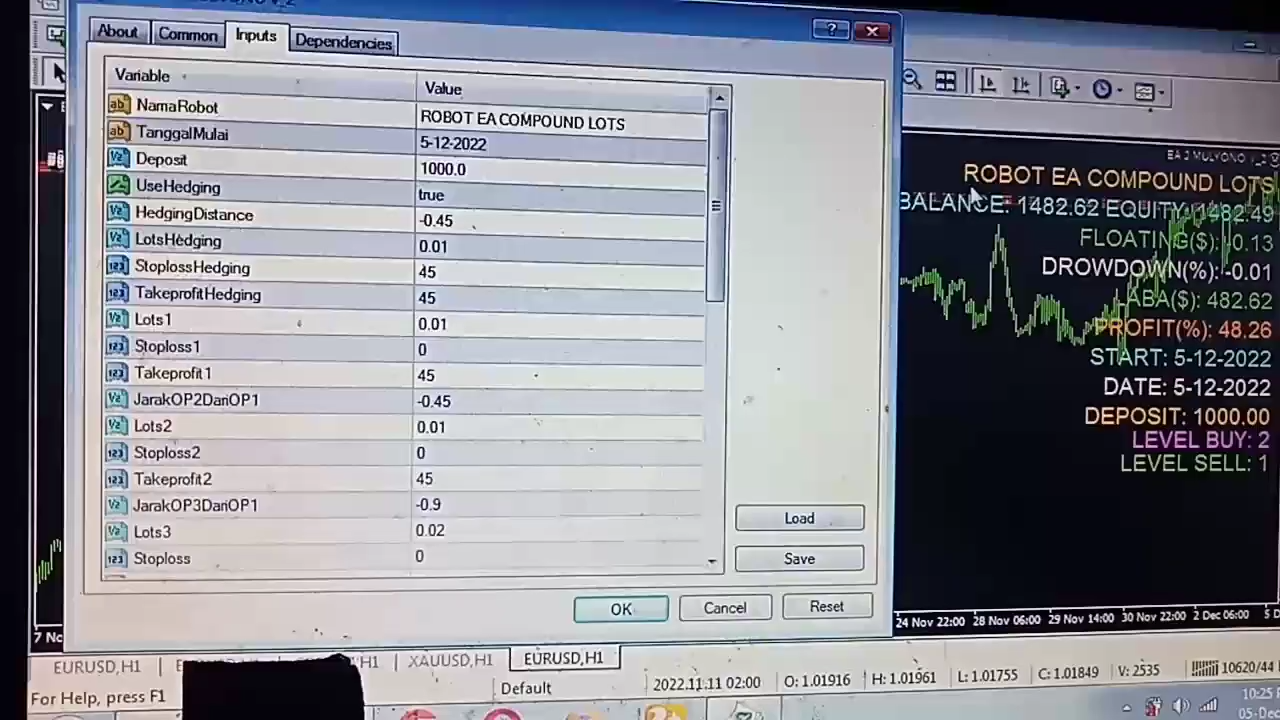 About Common Inputs Dependencies
Variable Value
NamaRobot ROBOT EA COMPOUND LOTS
TanggalMulai 5-12-2022
Deposit 1000.0
UseHedging true
HedgingDistance -0.45
LotsHedging 0.01
StoplossHedging 45
TakeprofitHedging 45
Lots1 0.01
Stoploss1 0
Takeprofit1 45
JarakOP2DariOP1 -0.45
Lots2 0.01
Stoploss2 0
Takeprofit2 45
JarakOP3DariOP1 -0.9
Lots3 0.02
Stoploss 0
Load
Save
OK Cancel Reset
ROBOT EA COMPOUND LOTS
BALANCE: 1482.62 EQUITY: 1482.49
FLOATING($): -0.13
DROWDOWN(%): -0.01
ABA($): 482.62
PROFIT(%): 48.26
START: 5-12-2022
DATE: 5-12-2022
DEPOSIT: 1000.00
LEVEL BUY: 2
LEVEL SELL: 1
24 Nov 22:00 28 Nov 06:00 29 Nov 14:00 30 Nov 22:00 2 Dec 06:00
EURUSD,H1 XAUUSD,H1 EURUSD,H1
For Help, press F1 Default 2022.11.11 02:00 O: 1.01916 H: 1.01961 L: 1.01755 C: 1.01849 V: 2535 10620/44
10:25
05-Dec